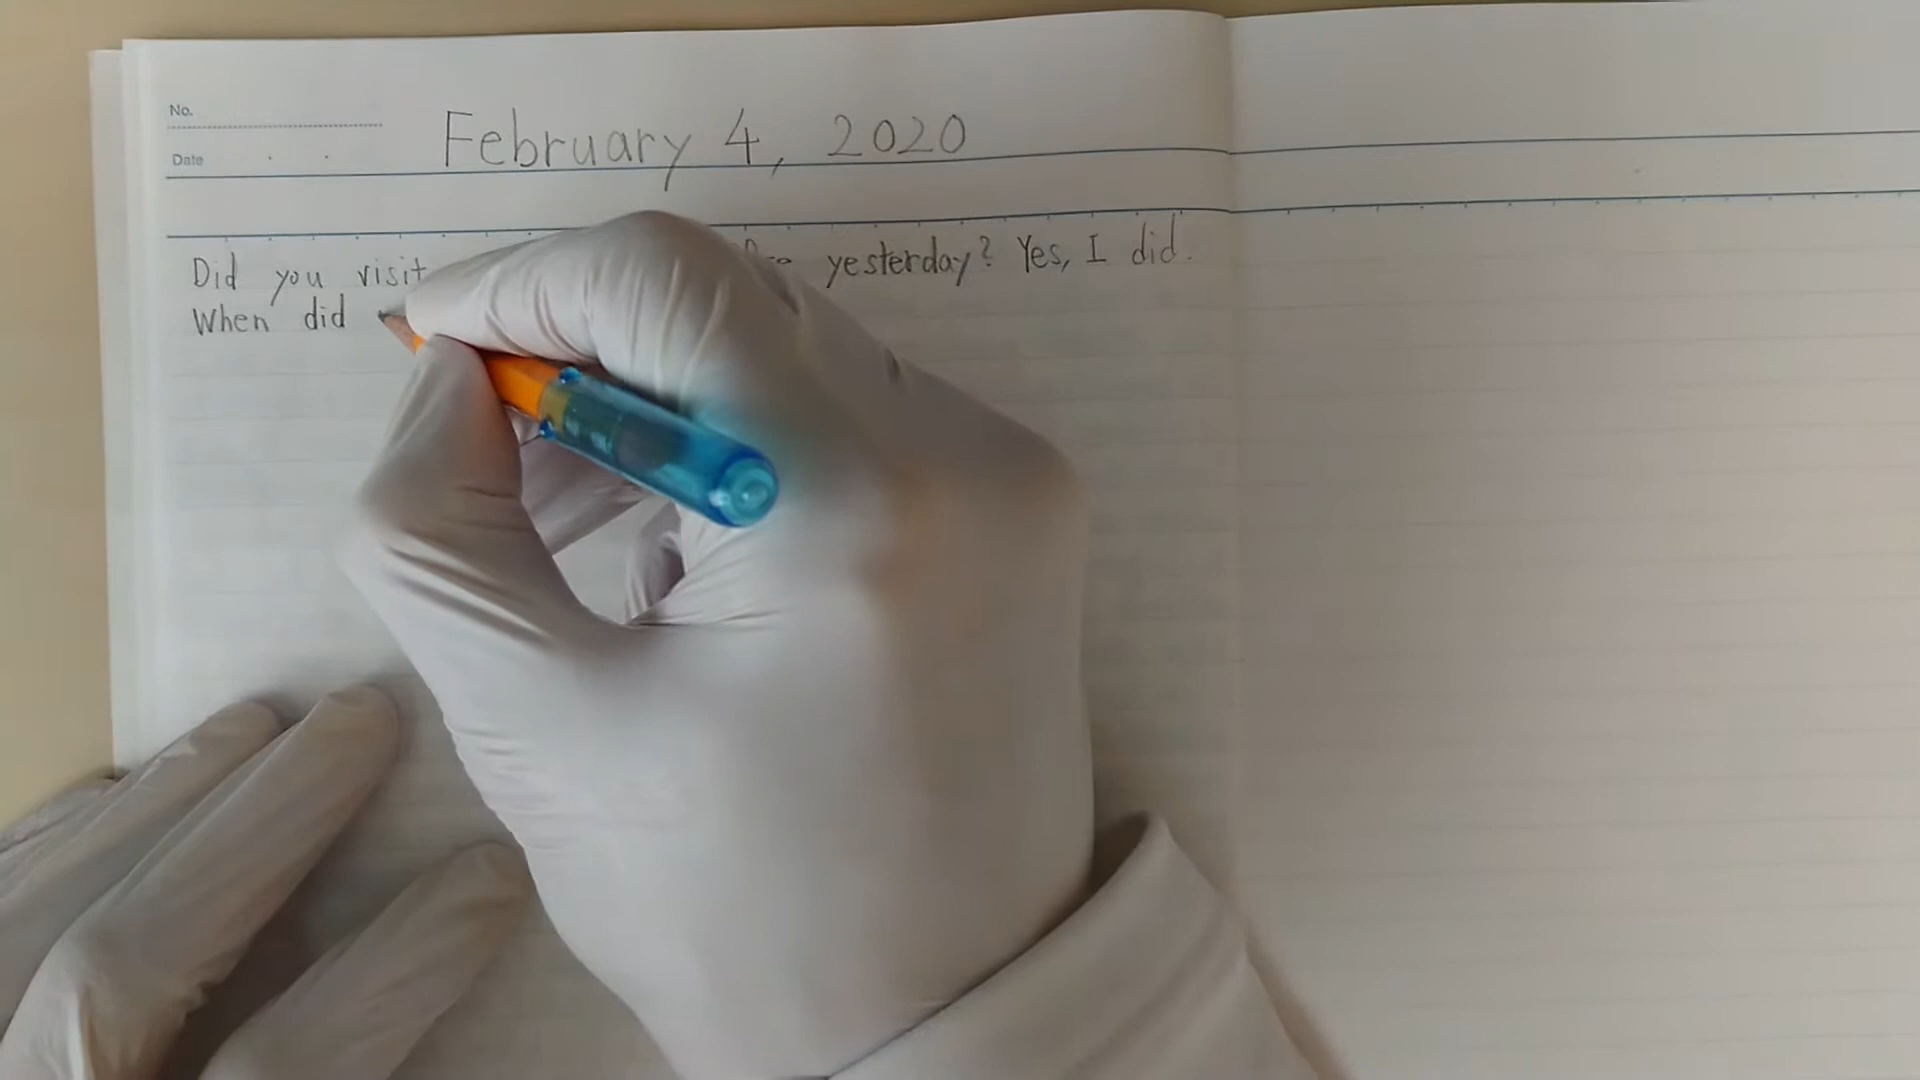 No.
February 4, 2020
Date
Did you visit yesterday? Yes, I did.
When did